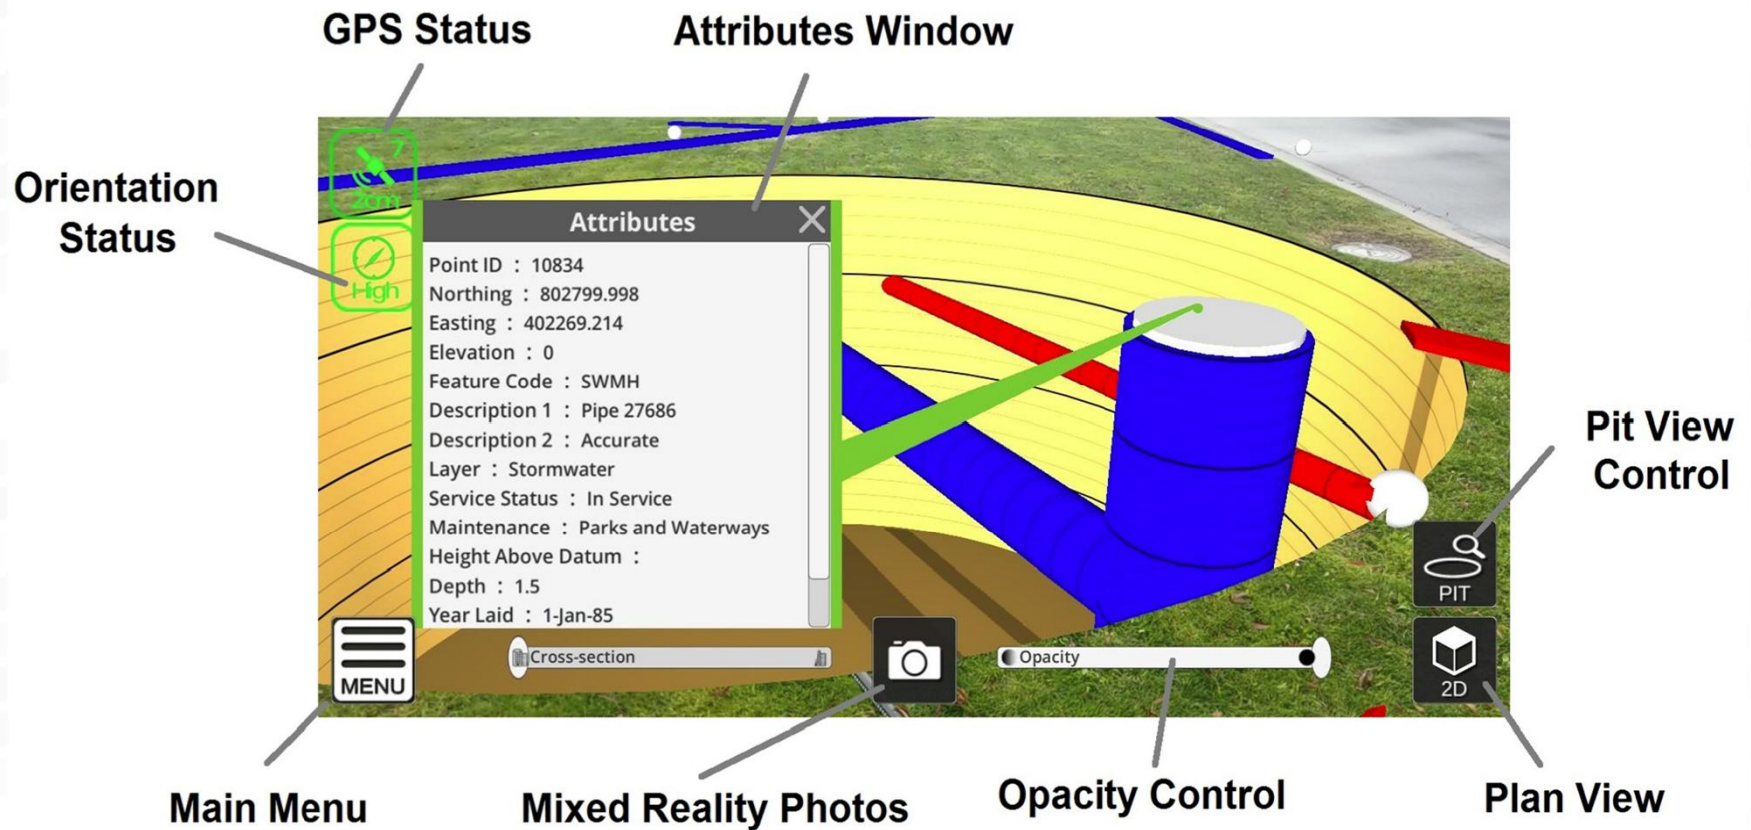 GPS Status
Attributes Window
Orientation
Status
7
2cm
High
Attributes
Point ID : 10834
Northing : 802799.998
Easting : 402269.214
Elevation : 0
Feature Code : SWMH
Description 1 : Pipe 27686
Description 2 : Accurate
Layer : Stormwater
Service Status : In Service
Maintenance : Parks and Waterways
Height Above Datum :
Depth : 1.5
Year Laid : 1-Jan-85
Pit View
Control
PIT
MENU
Cross-section
Opacity
2D
Main Menu
Mixed Reality Photos
Opacity Control
Plan View